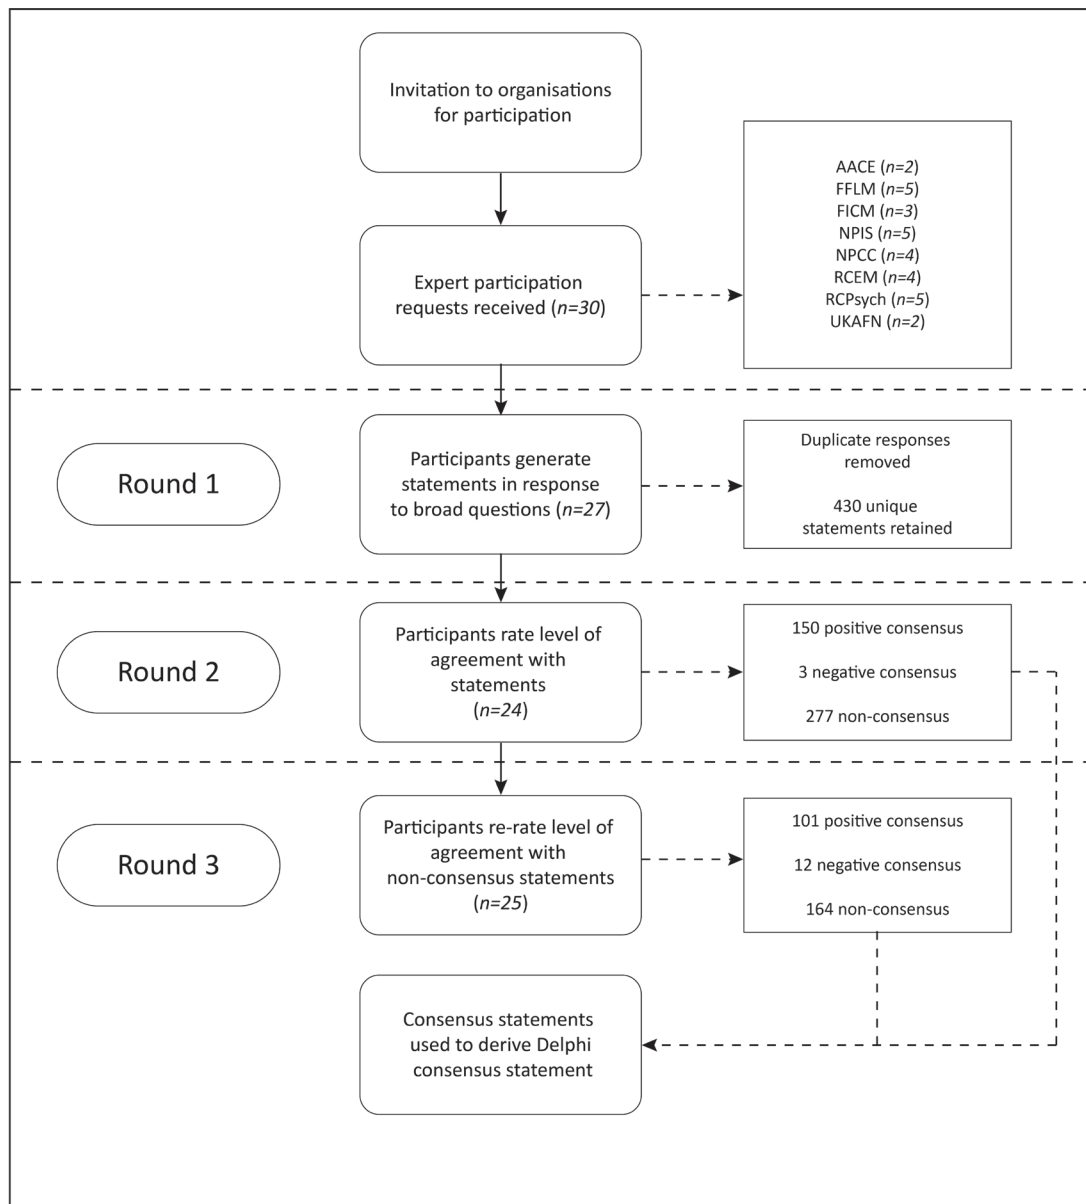 Invitation to organisations
for participation
Expert participation
requests received (n=30)
AACE (n=2)
FFLM (n=5)
FICM (n=3)
NPIS (n=5)
NPCC (n=4)
RCEM (n=4)
RCPsych (n=5)
UKAFN (n=2)
Round 1
Participants generate
statements in response
to broad questions (n=27)
Duplicate responses
removed
430 unique
statements retained
Round 2
Participants rate level of
agreement with
statements
(n=24)
150 positive consensus
3 negative consensus
277 non-consensus
Round 3
Participants re-rate level of
agreement with
non-consensus statements
(n=25)
101 positive consensus
12 negative consensus
164 non-consensus
Consensus statements
used to derive Delphi
consensus statement